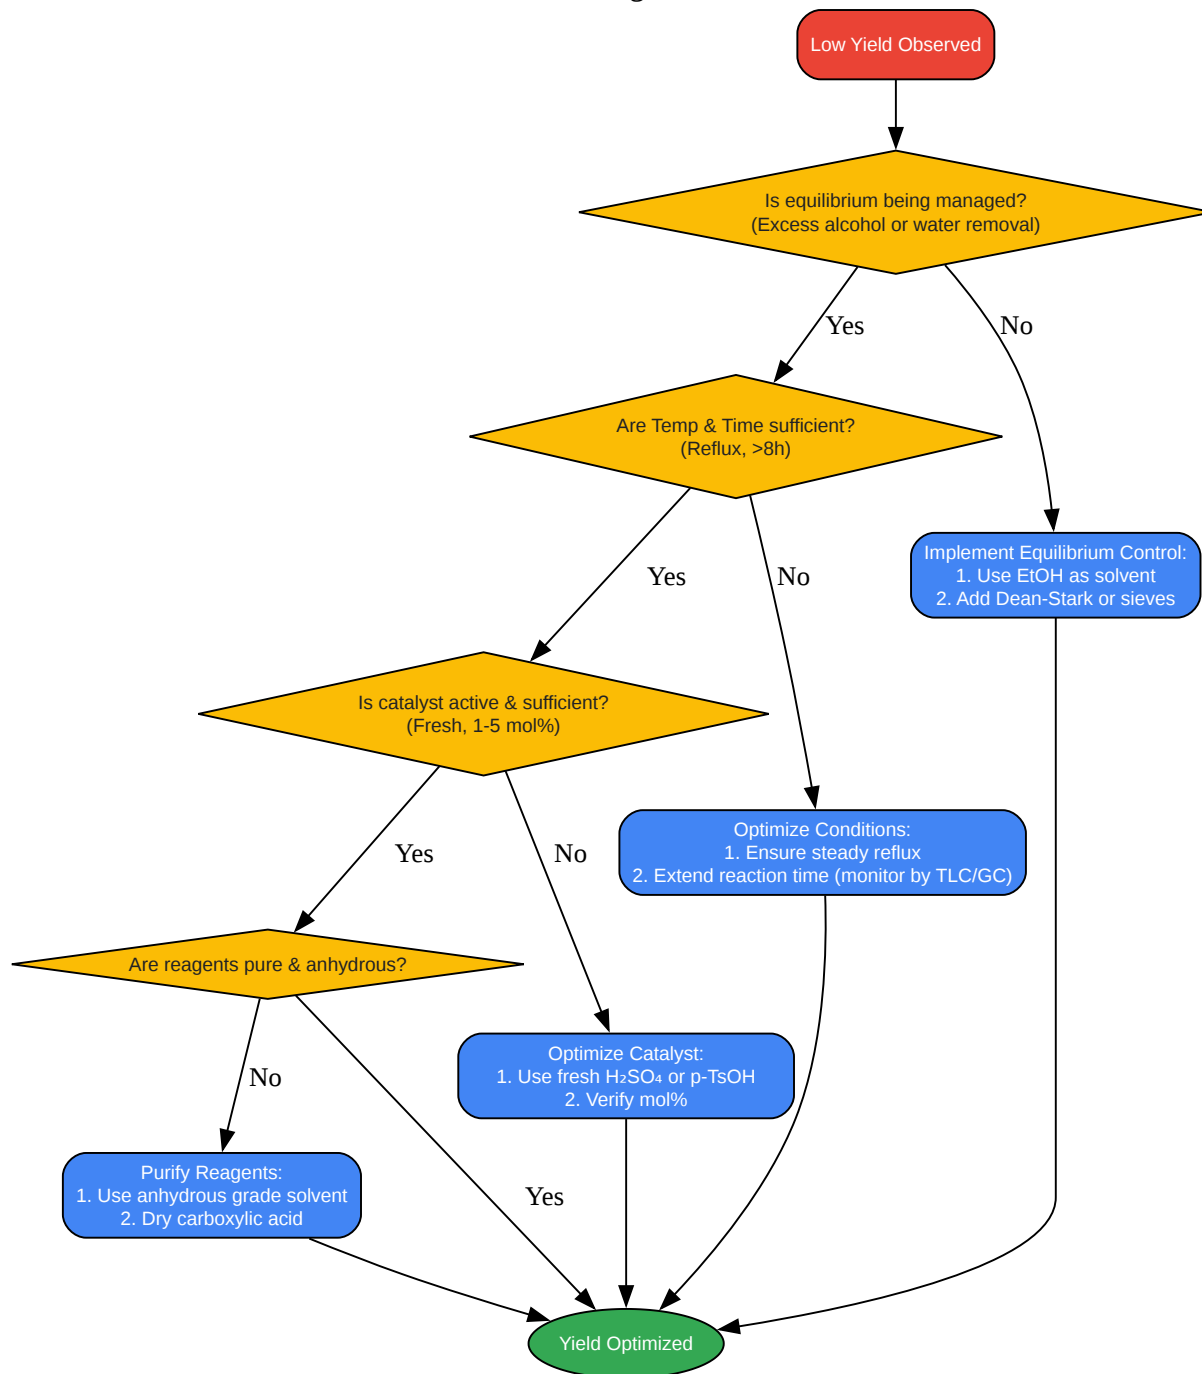 Low Yield Observed
Is equilibrium being managed?
(Excess alcohol or water removal)
Yes
No
Are Temp & Time sufficient?
(Reflux, >8h)
Yes
No
Implement Equilibrium Control:
1. Use EtOH as solvent
2. Add Dean-Stark or sieves
Is catalyst active & sufficient?
(Fresh, 1-5 mol%)
Yes
No
Optimize Conditions:
1. Ensure steady reflux
2. Extend reaction time (monitor by TLC/GC)
Are reagents pure & anhydrous?
No
Yes
Optimize Catalyst:
1. Use fresh H₂SO₄ or p-TsOH
2. Verify mol%
Purify Reagents:
1. Use anhydrous grade solvent
2. Dry carboxylic acid
Yield Optimized